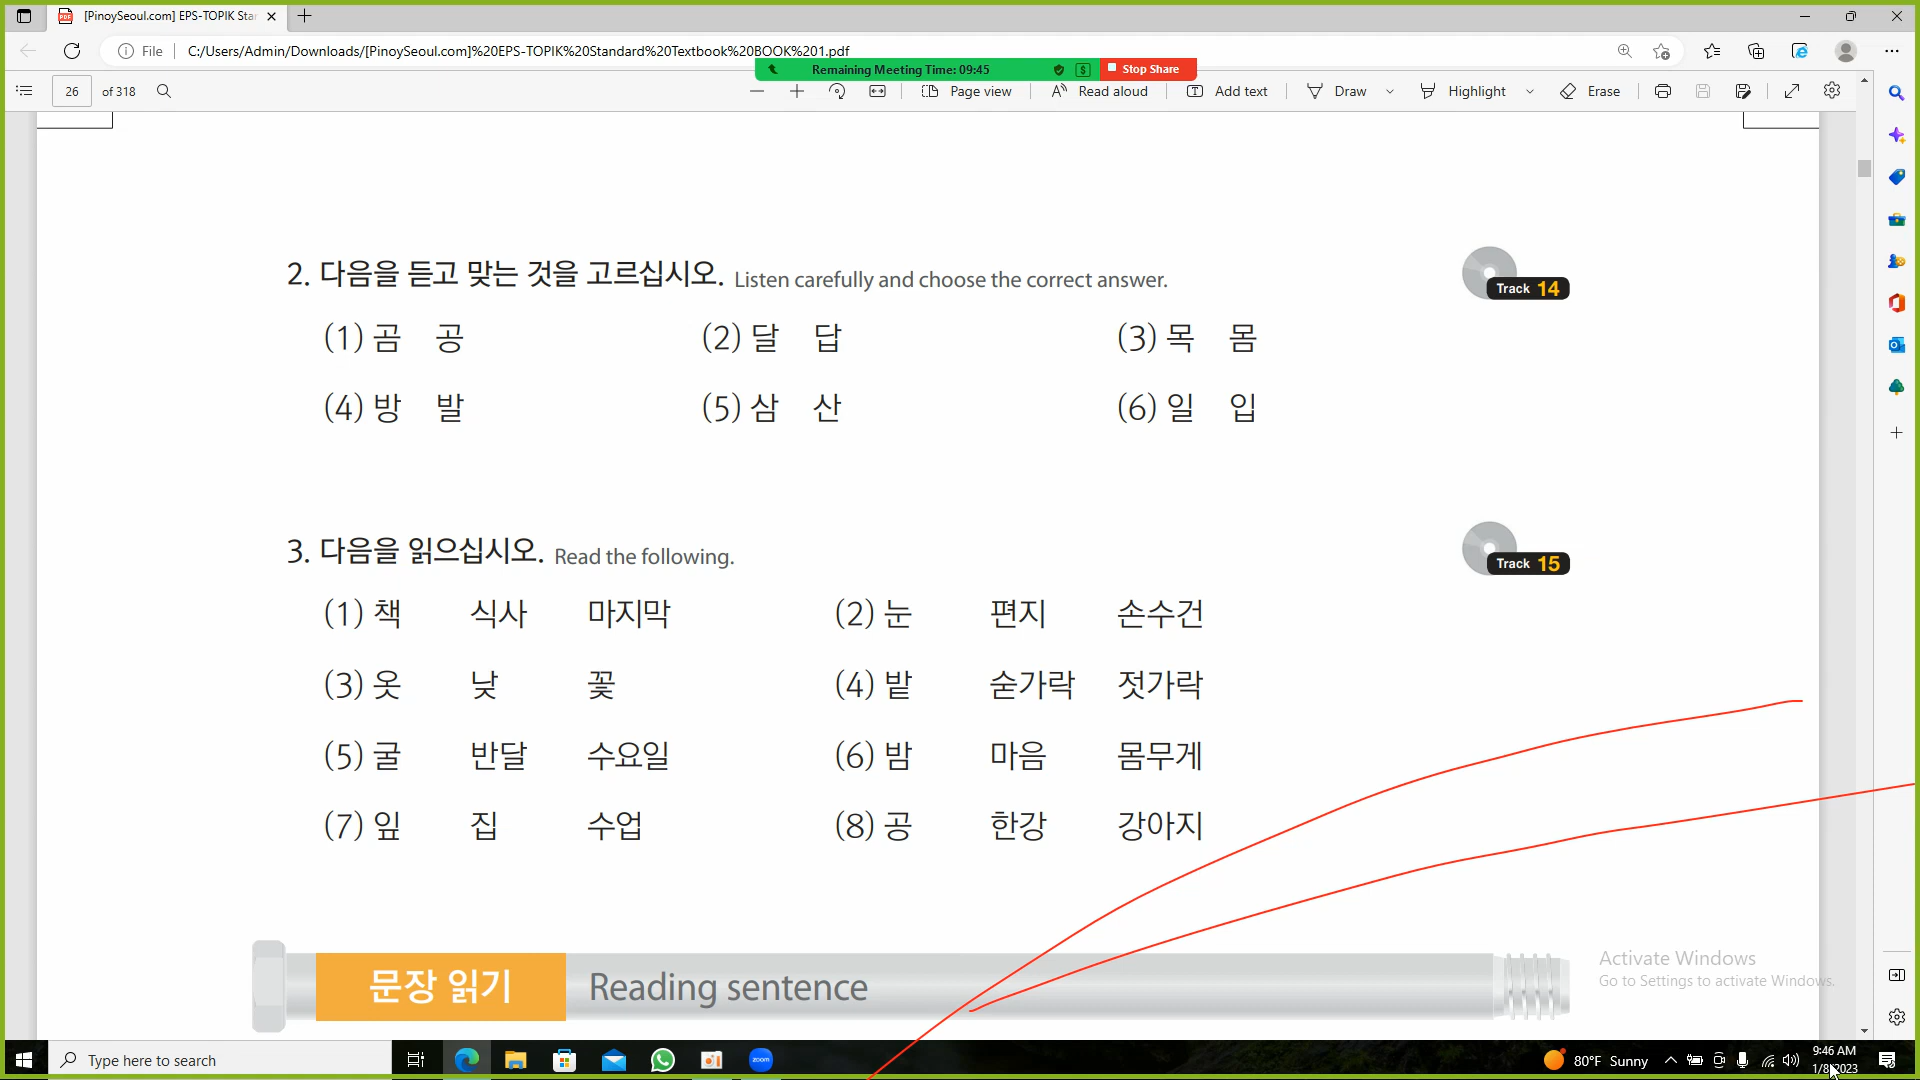 [PinoySeoul.com] EPS-TOPIK Sta
File C:/Users/Admin/Downloads/[PinoySeoul.com]%20EPS-TOPIK%20Standard%20Textbook%20BOOK%201.pdf
Remaining Meeting Time: 09:45 Stop Share
26 of 318 Page view Read aloud Add text Draw Highlight Erase
2. 다음을 듣고 맞는 것을 고르십시오. Listen carefully and choose the correct answer. Track 14
(1) 곰 공 (2) 달 답 (3) 목 몸
(4) 방 발 (5) 삼 산 (6) 일 입
3. 다음을 읽으십시오. Read the following. Track 15
(1) 책 식사 마지막 (2) 눈 편지 손수건
(3) 옷 낮 꽃 (4) 밭 숟가락 젓가락
(5) 굴 반달 수요일 (6) 밤 마음 몸무게
(7) 잎 집 수업 (8) 공 한강 강아지
문장 읽기 Reading sentence
Activate Windows
Go to Settings to activate Windows.
Type here to search zoom 80°F Sunny 9:46 AM
1/8/2023